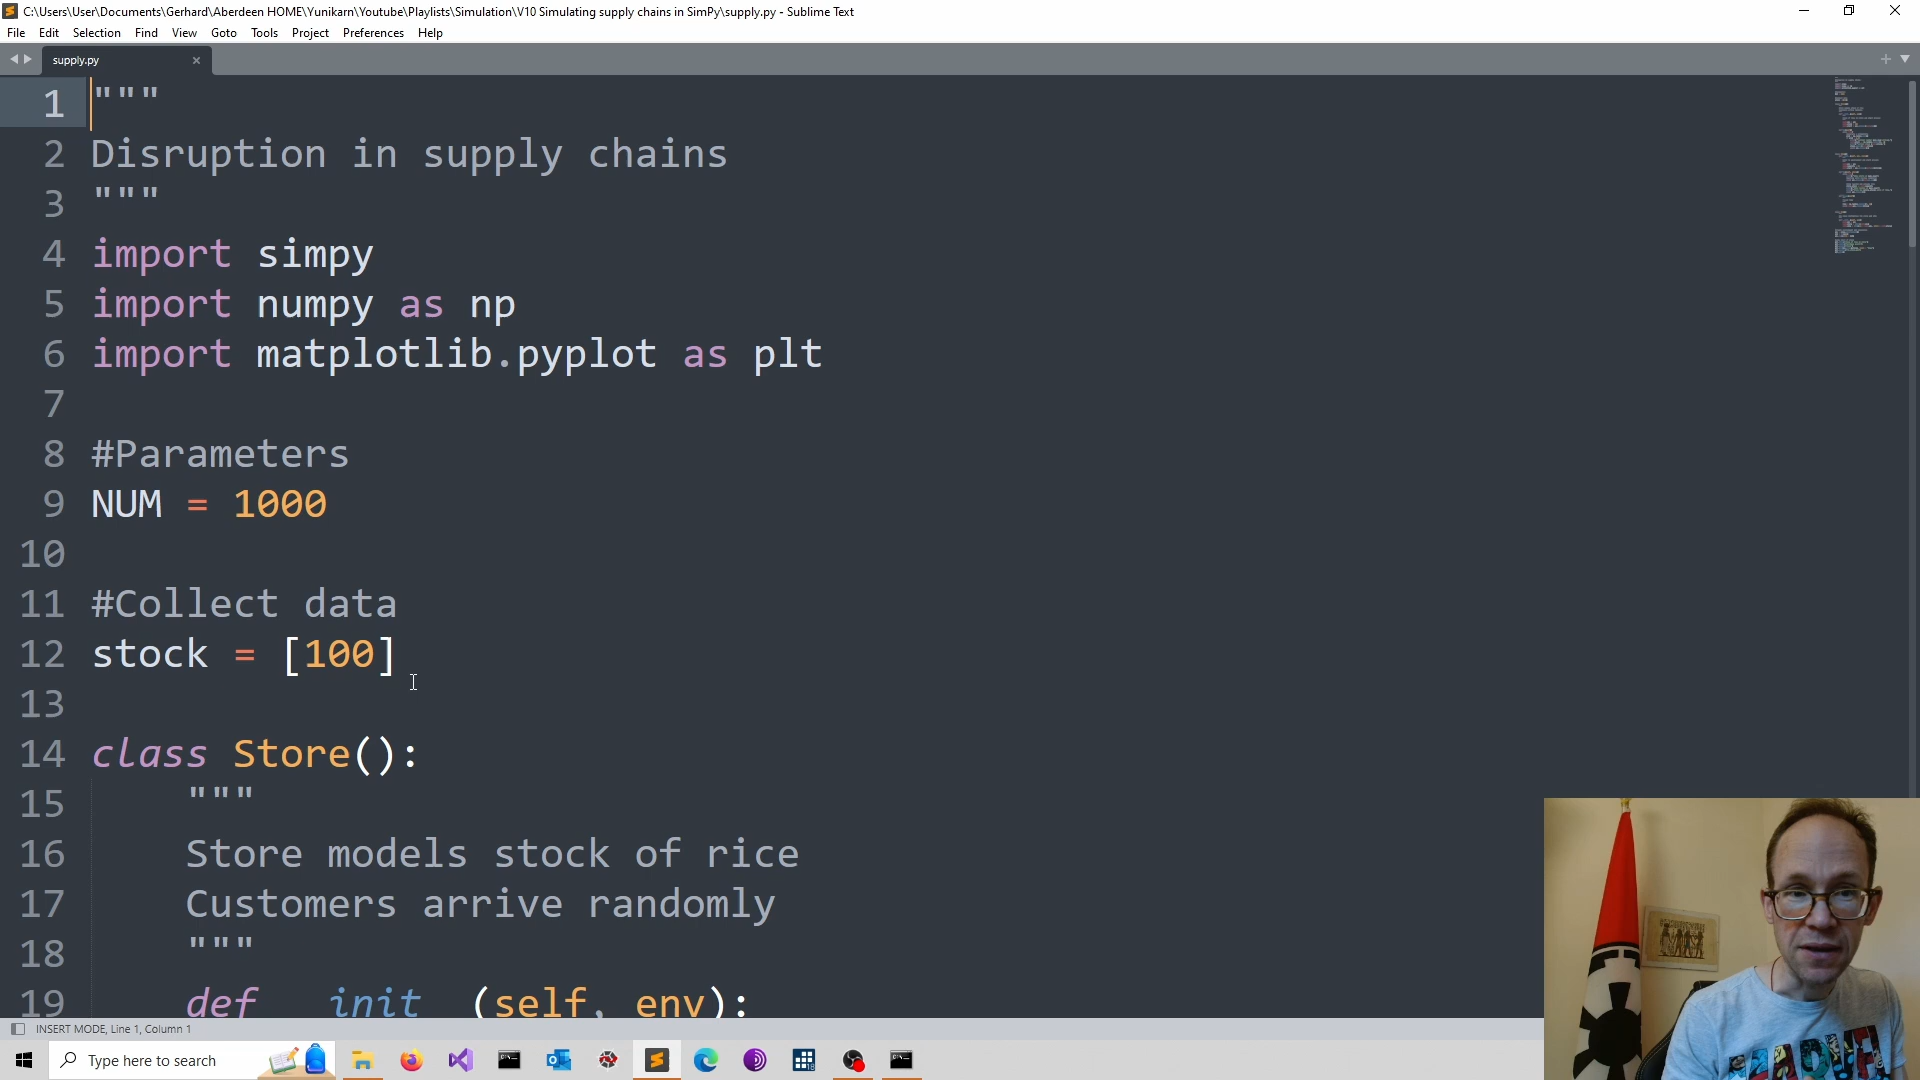 C:\Users\User\Documents\Gerhard\Aberdeen HOME\Yunikarn\Youtube\Playlists\Simulation\V10 Simulating supply chains in SimPy\supply.py - Sublime Text
File Edit Selection Find View Goto Tools Project Preferences Help
supply.py
1 """
2 Disruption in supply chains
3 """
4 import simpy
5 import numpy as np
6 import matplotlib.pyplot as plt
7
8 #Parameters
9 NUM = 1000
10
11 #Collect data
12 stock = [100]
13
14 class Store():
15 """
16 Store models stock of rice
17 Customers arrive randomly
18 """
19 def __init__(self, env):
INSERT MODE, Line 1, Column 1
Type here to search